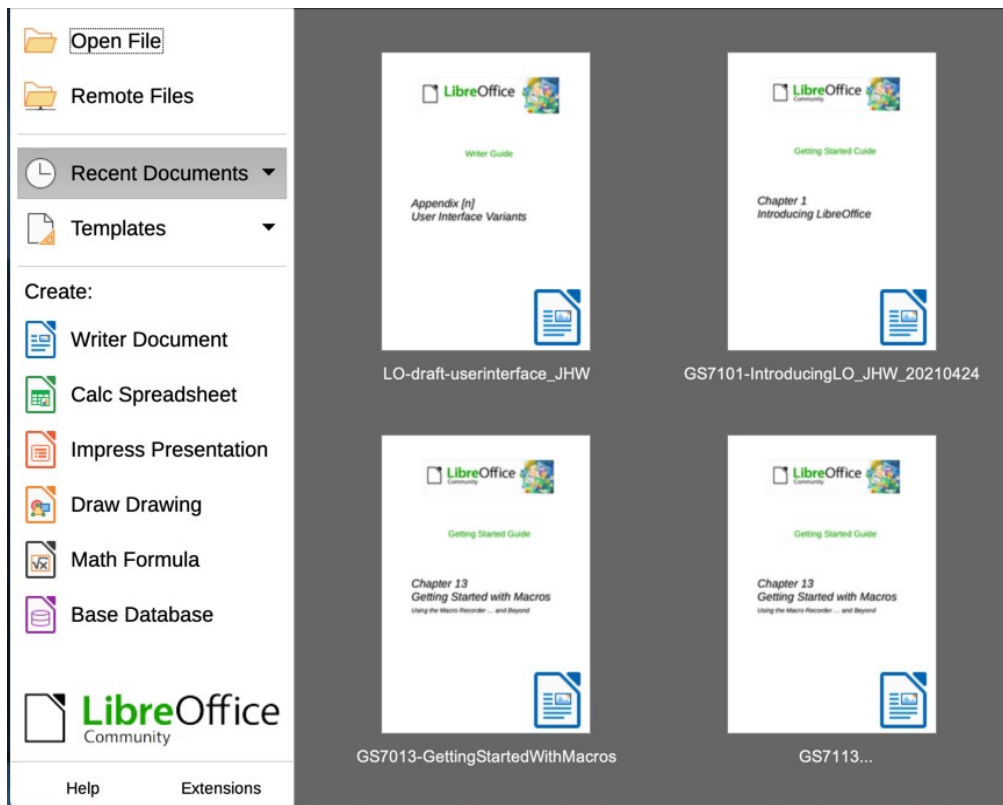 Open File
Remote Files
Recent Documents
Templates
Create:
Writer Document
Calc Spreadsheet
Impress Presentation
Draw Drawing
Math Formula
Base Database
LibreOffice
Community
Help Extensions
LibreOffice
Writer Guide
Appendix [n]
User Interface Variants
LO-draft-userinterface_JHW
LibreOffice
Community
Getting Started Guide
Chapter 1
Introducing LibreOffice
GS7101-IntroducingLO_JHW_20210424
LibreOffice
Community
Getting Started Guide
Chapter 13
Getting Started with Macros
Using the Macro Recorder ... and Beyond
GS7013-GettingStartedWithMacros
LibreOffice
Community
Getting Started Guide
Chapter 13
Getting Started with Macros
Using the Macro Recorder ... and Beyond
GS7113...